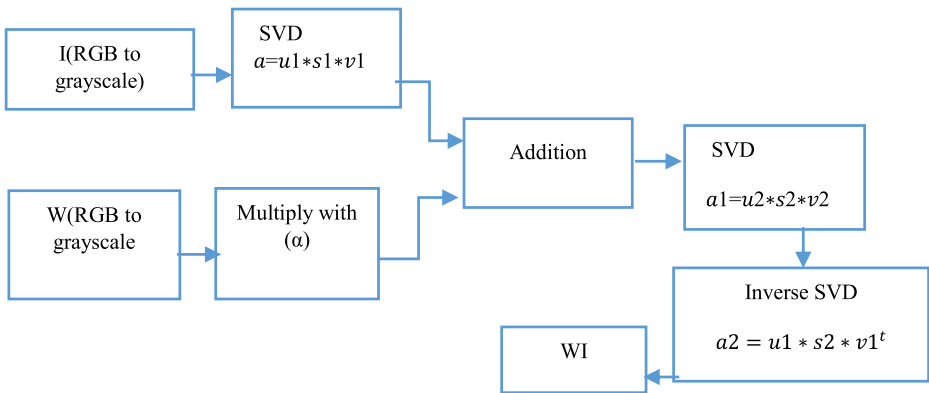 I(RGB to
grayscale)
SVD
𝑎=𝑢1∗𝑠1∗𝑣1
Addition
SVD
𝑎1=𝑢2∗𝑠2∗𝑣2
W(RGB to
grayscale
Multiply with
(α)
Inverse SVD
𝑎2 = 𝑢1 ∗ 𝑠2 ∗ 𝑣1ᵗ
WI